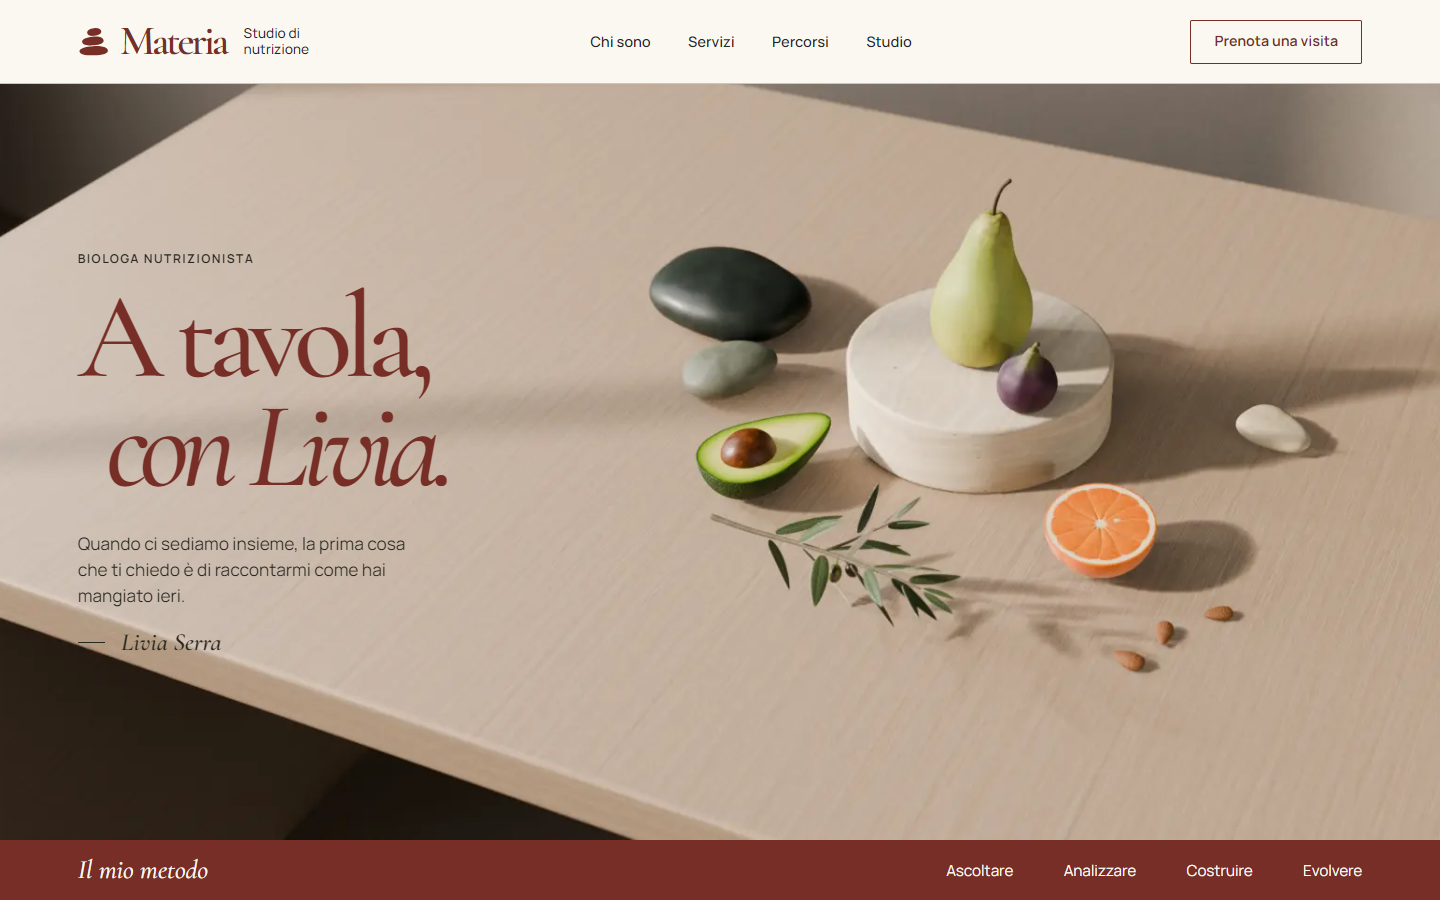 Materia
Studio di
nutrizione
Chi sono
Servizi
Percorsi
Studio
Prenota una visita
BIOLOGA NUTRIZIONISTA
A tavola,
con Livia.
Quando ci sediamo insieme, la prima cosa
che ti chiedo è di raccontarmi come hai
mangiato ieri.
— Livia Serra
Il mio metodo
Ascoltare
Analizzare
Costruire
Evolvere